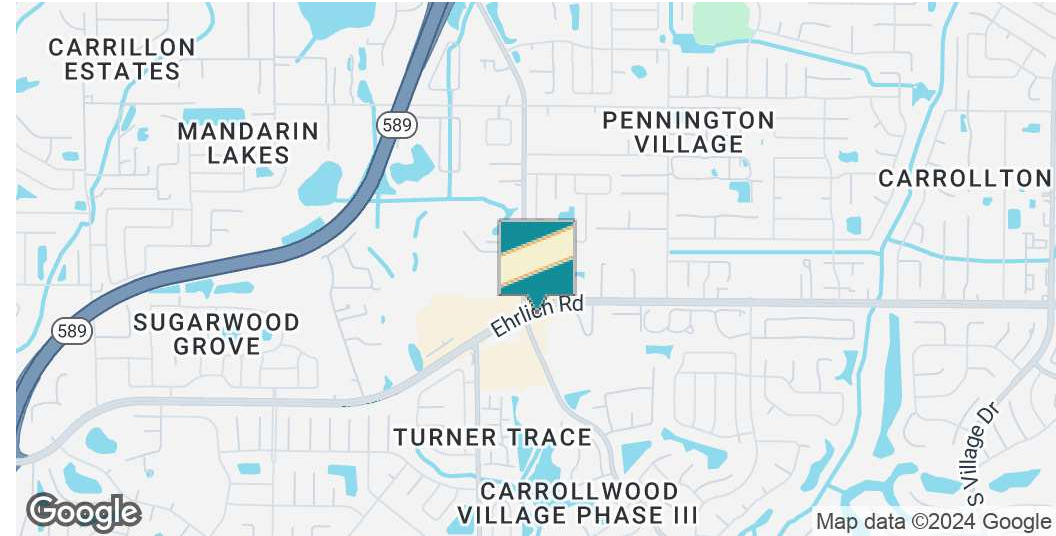 CARRILLON
ESTATES
589
MANDARIN
LAKES
PENNINGTON
VILLAGE
CARROLLTON
Ehrlich Rd
589
SUGARWOOD
GROVE
TURNER TRACE
S Village Dr
CARROLLWOOD
VILLAGE PHASE III
Google
Map data ©2024 Google